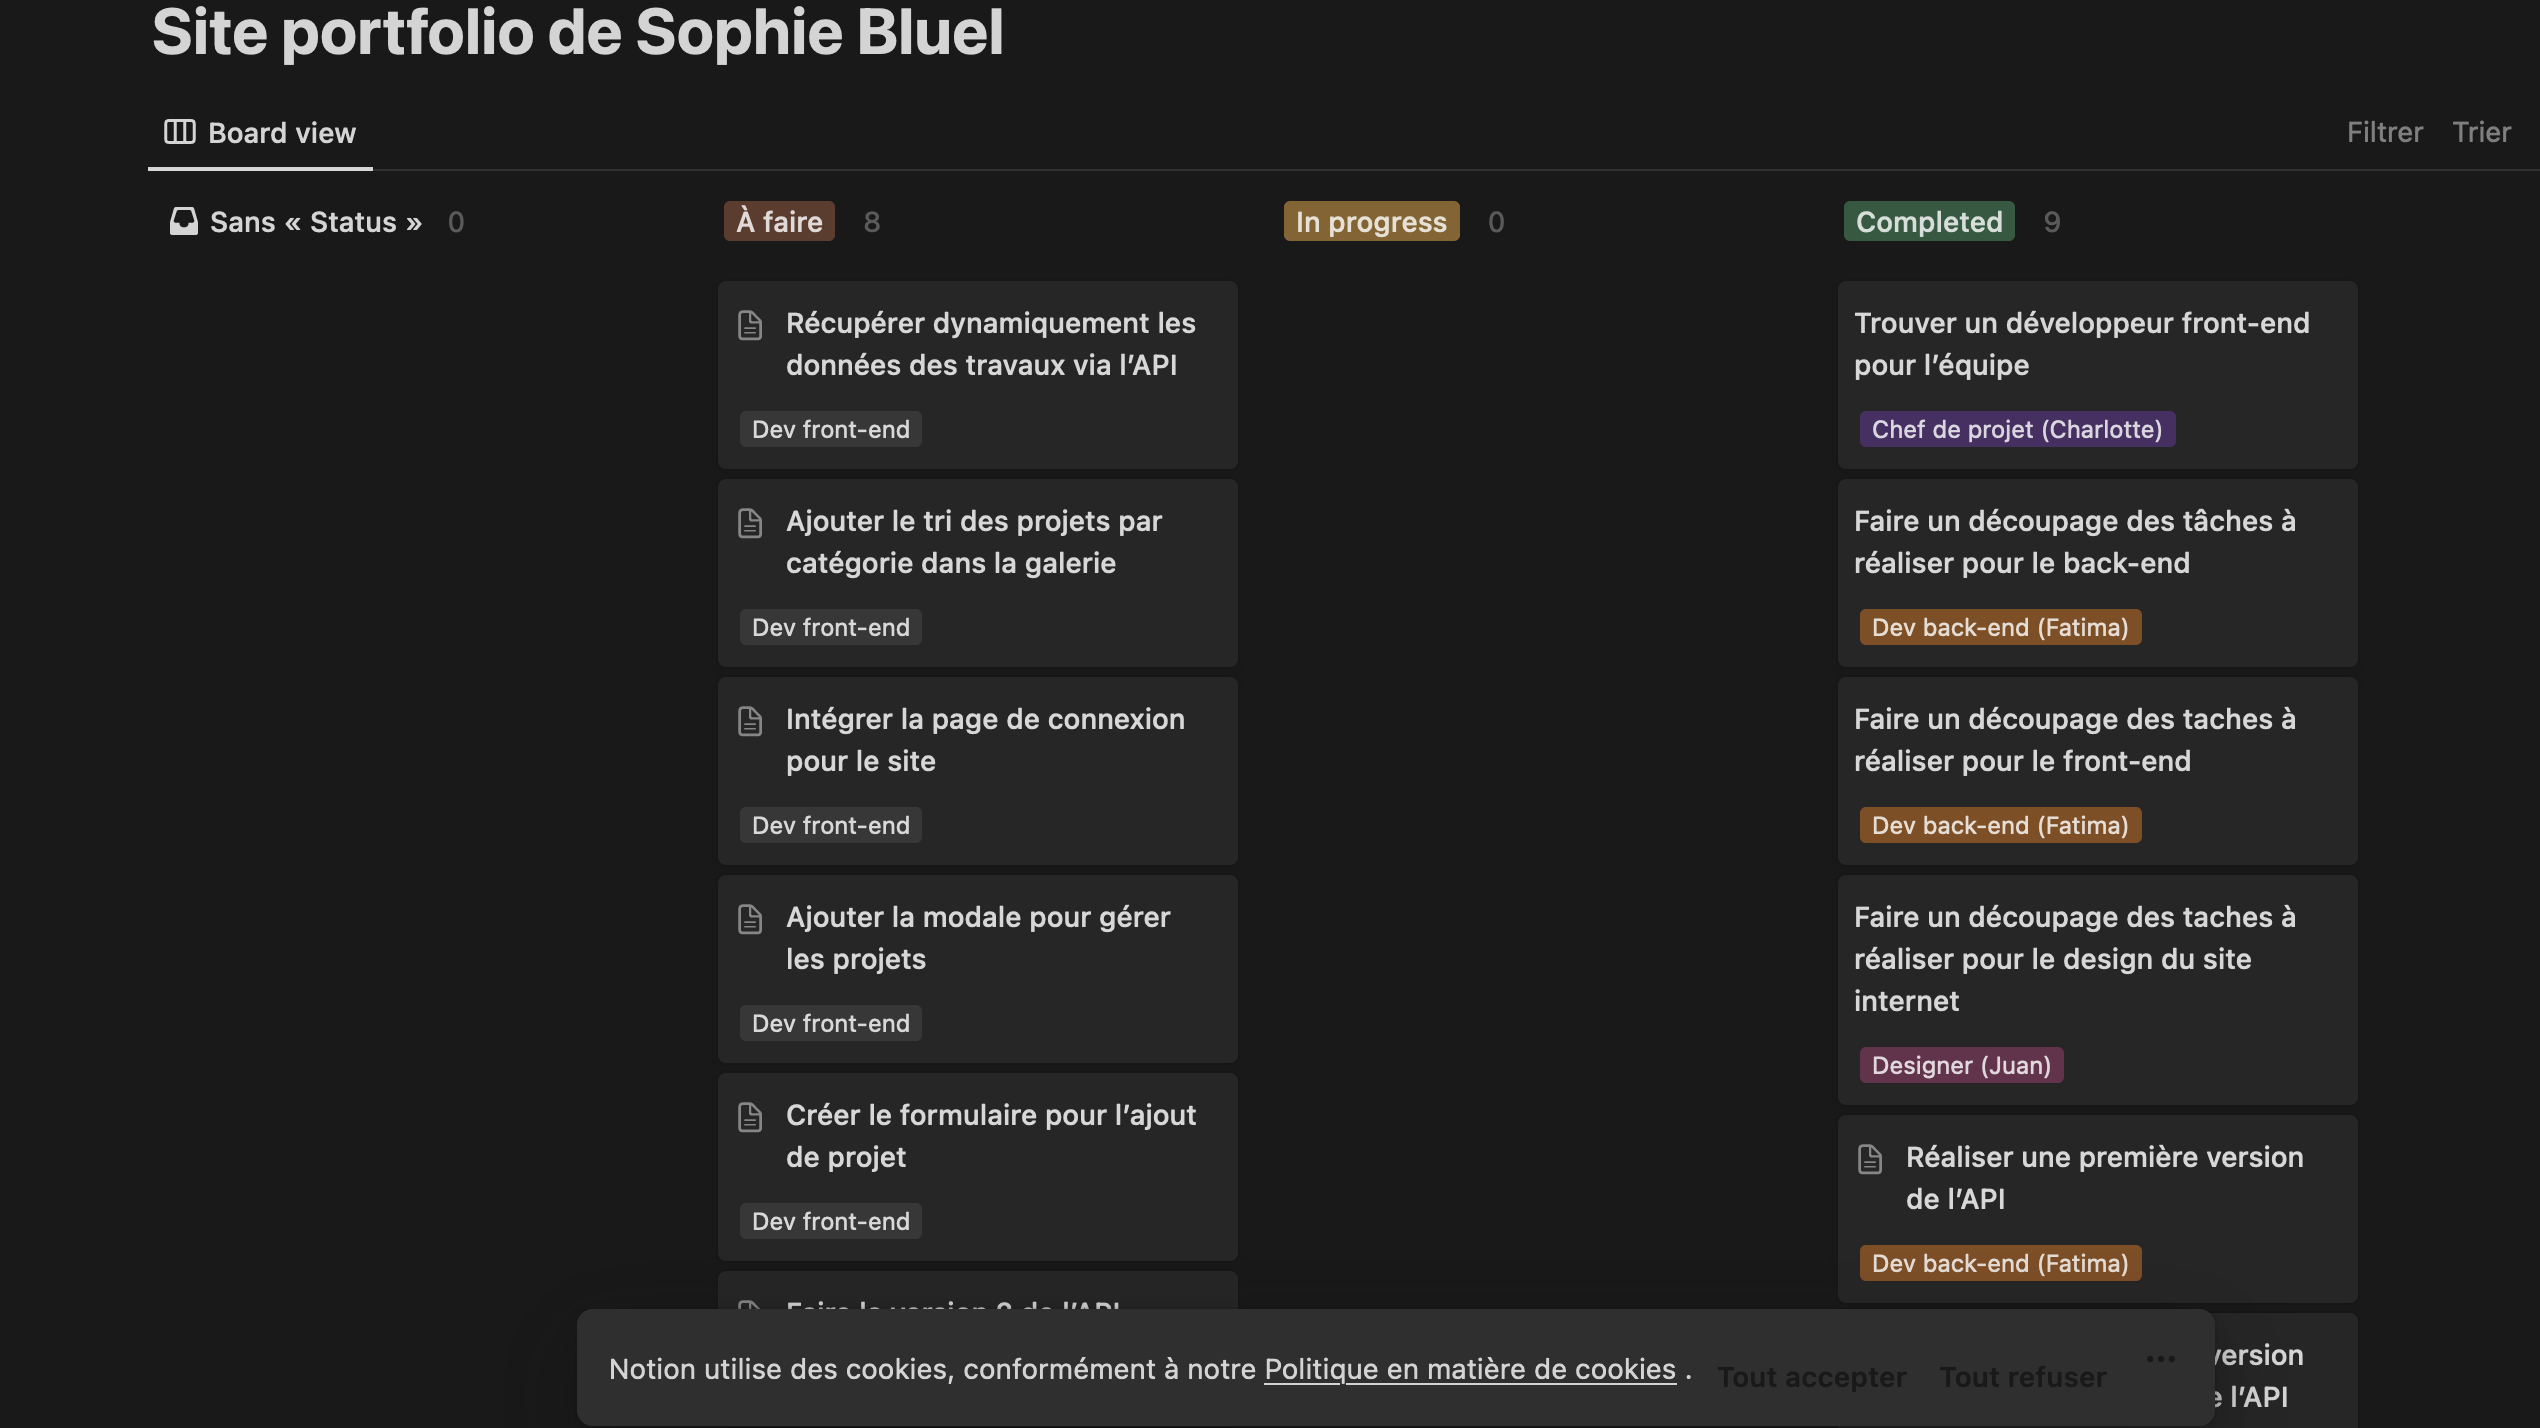 Site portfolio de Sophie Bluel
Board view
Filtrer
Trier
Sans « Status » 0
À faire 8
In progress 0
Completed 9
Récupérer dynamiquement les
données des travaux via l’API
Dev front-end
Ajouter le tri des projets par
catégorie dans la galerie
Dev front-end
Intégrer la page de connexion
pour le site
Dev front-end
Ajouter la modale pour gérer
les projets
Dev front-end
Créer le formulaire pour l’ajout
de projet
Dev front-end
Faire la version 2 de l’API
Trouver un développeur front-end
pour l’équipe
Chef de projet (Charlotte)
Faire un découpage des tâches à
réaliser pour le back-end
Dev back-end (Fatima)
Faire un découpage des taches à
réaliser pour le front-end
Dev back-end (Fatima)
Faire un découpage des taches à
réaliser pour le design du site
internet
Designer (Juan)
Réaliser une première version
de l’API
Dev back-end (Fatima)
version
l’API
Notion utilise des cookies, conformément à notre Politique en matière de cookies .
Tout accepter
Tout refuser